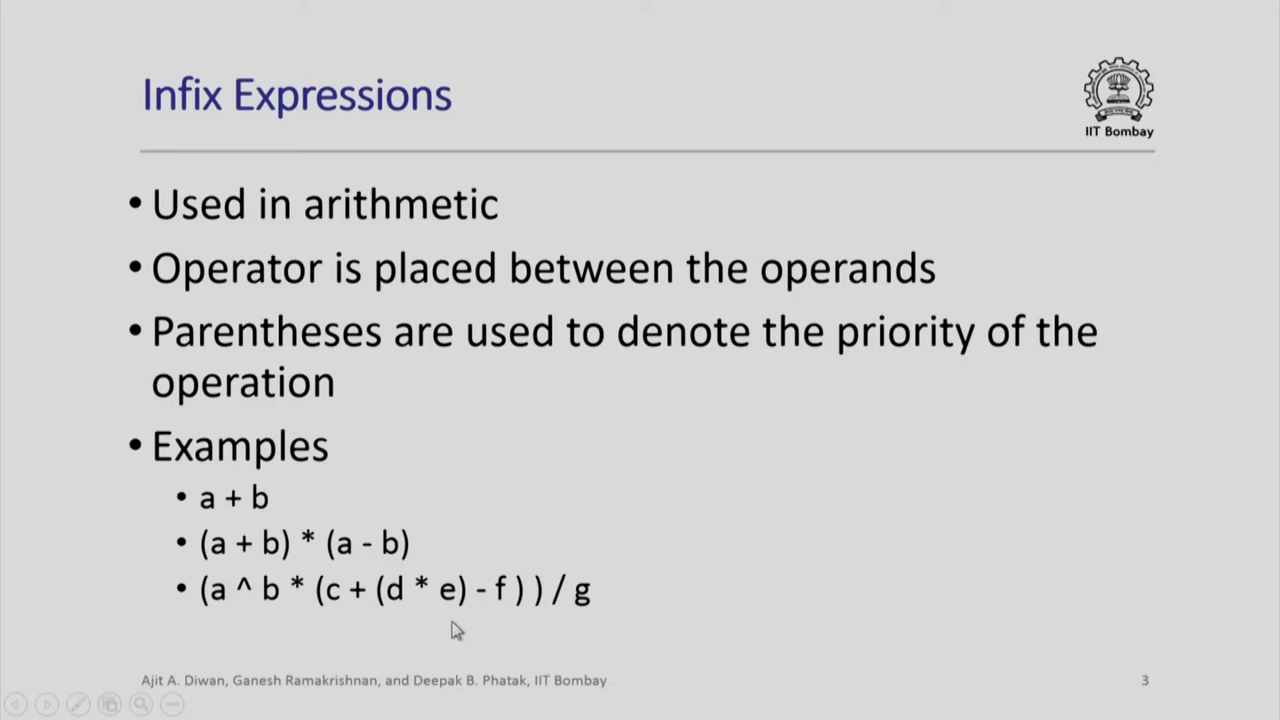 Infix Expressions
IIT Bombay
• Used in arithmetic
• Operator is placed between the operands
• Parentheses are used to denote the priority of the
operation
• Examples
• a + b
• (a + b) * (a - b)
• (a ^ b * (c + (d * e) - f ) ) / g
Ajit A. Diwan, Ganesh Ramakrishnan, and Deepak B. Phatak, IIT Bombay
3